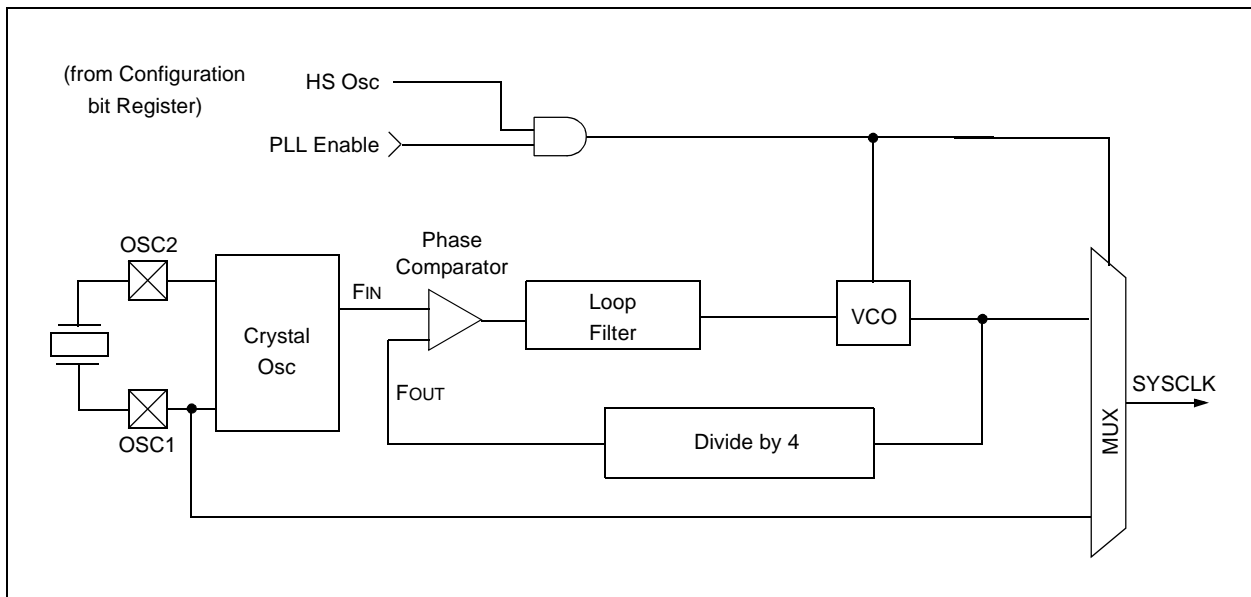 (from Configuration
bit Register)
HS Osc
PLL Enable
OSC2
Crystal
Osc
OSC1
FIN
Phase
Comparator
FOUT
Loop
Filter
VCO
Divide by 4
MUX
SYSCLK